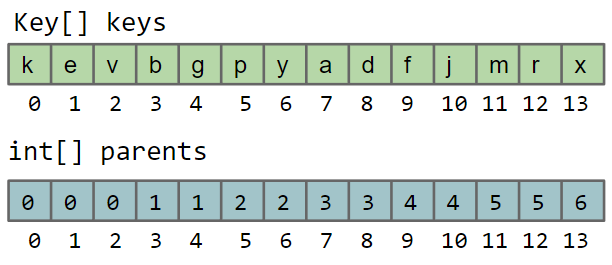 Key[] keys
k e v b g p y a d f j m r x
0 1 2 3 4 5 6 7 8 9 10 11 12 13
int[] parents
0 0 0 1 1 2 2 3 3 4 4 5 5 6
0 1 2 3 4 5 6 7 8 9 10 11 12 13